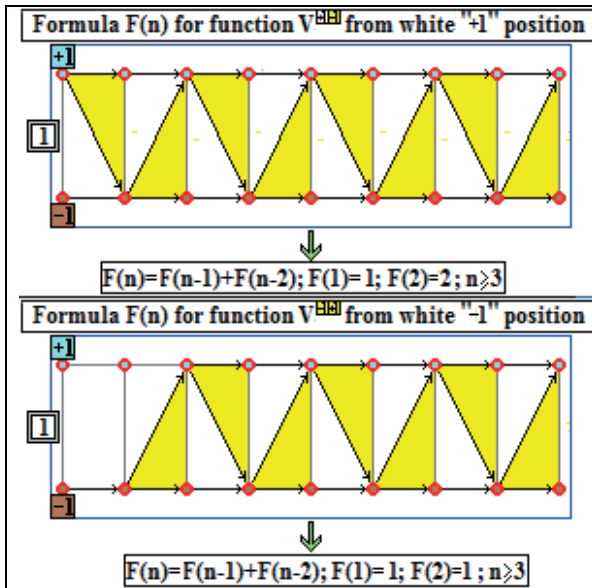 Formula F(n) for function V from white "+1" position
+1
1
-1
F(n)=F(n-1)+F(n-2); F(1)=1; F(2)=2; n⩾3
Formula F(n) for function V from white "-1" position
+1
1
-1
F(n)=F(n-1)+F(n-2); F(1)=1; F(2)=1; n⩾3